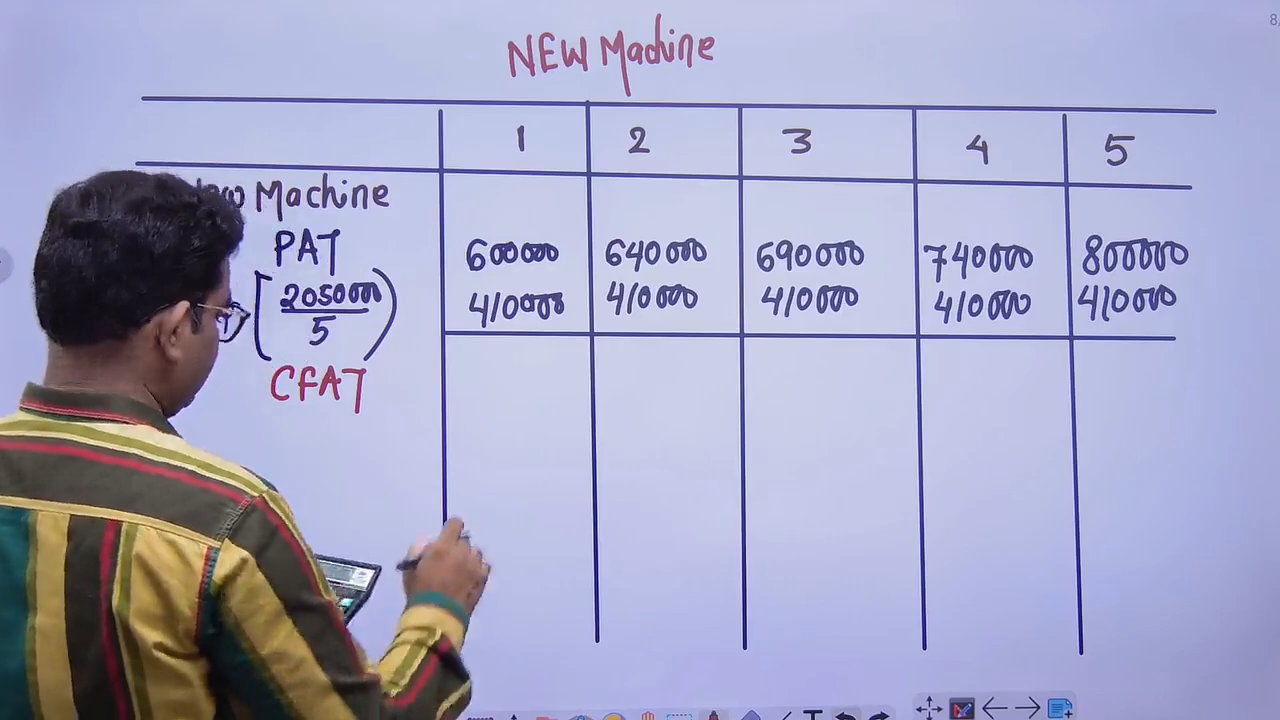 NEW Machine
1 2 3 4 5
Machine
PAT 600000 640000 690000 740000 800000
2050000 410000 410000 410000 410000 410000
5
CFAT